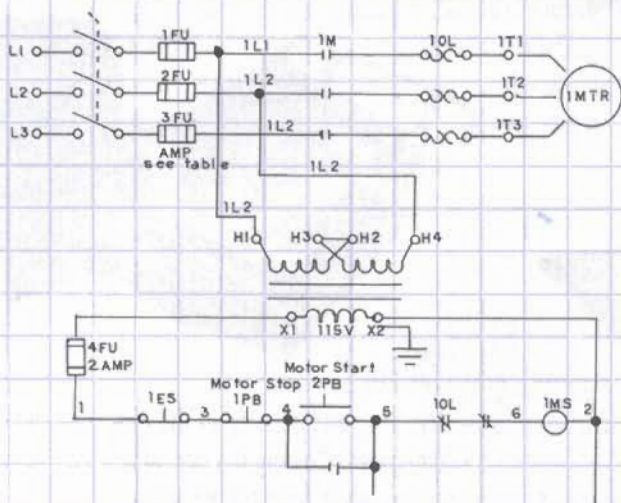 1FU
L1 1L1 1M 1OL 1T1
2FU
L2 1L2 1T2 1MTR
3FU
L3 1L2 1T3
AMP
see table
1L2
1L2
H1 H3 H2 H4
X1 115V X2
4FU
2 AMP
Motor Start
Motor Stop 2PB
1ES 1PB 1OL 1MS
1 3 4 5 6 2